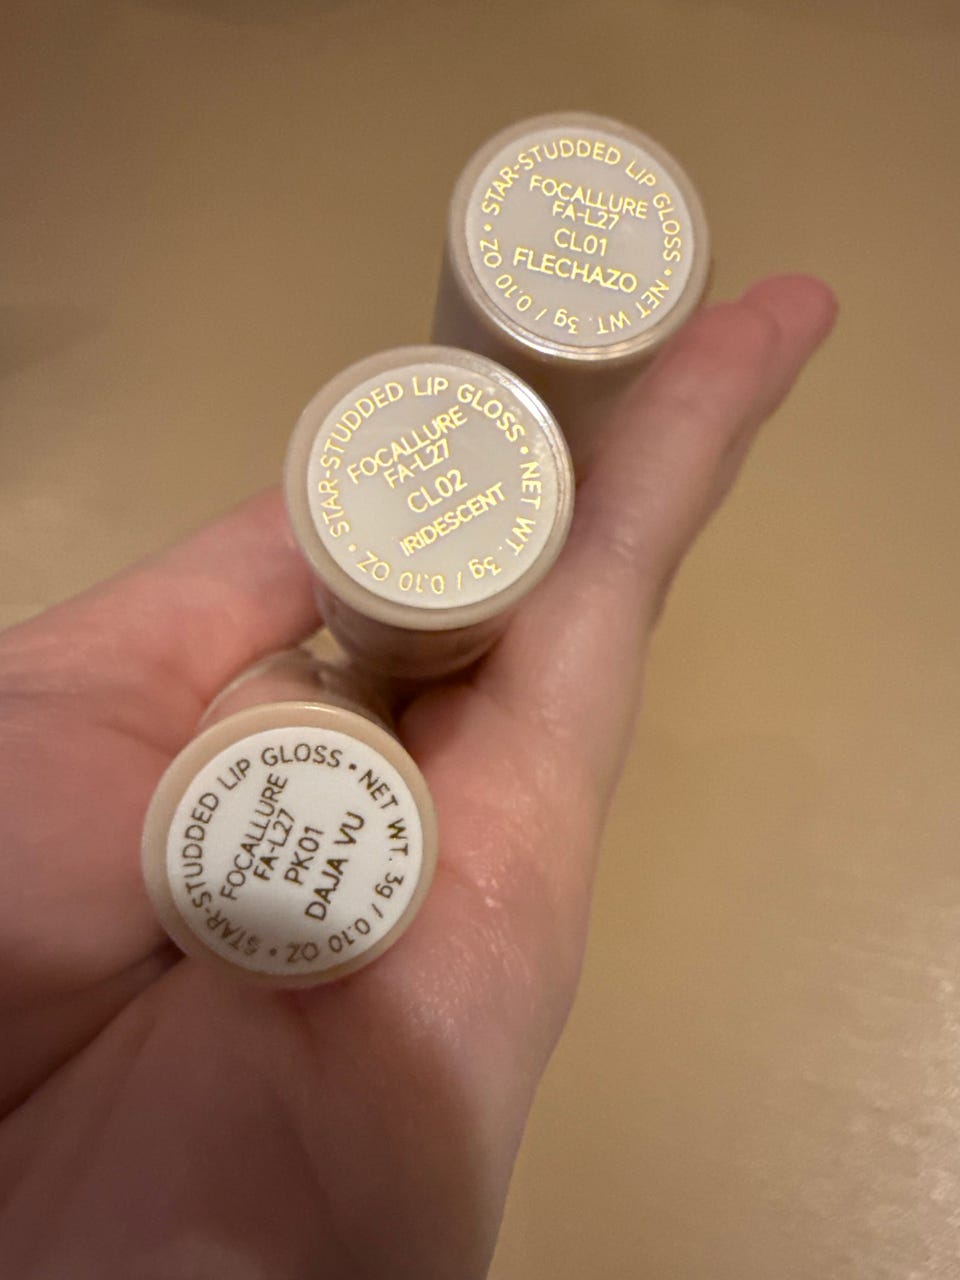 STAR-STUDDED LIP GLOSS • NET WT. 3g / 0.10 OZ •
FOCALLURE
FA-L27
CL01
FLECHAZO
STAR-STUDDED LIP GLOSS • NET WT. 3g / 0.10 OZ •
FOCALLURE
FA-L27
CL02
IRIDESCENT
STAR-STUDDED LIP GLOSS • NET WT. 3g / 0.10 OZ •
FOCALLURE
FA-L27
PK01
DAJA VU